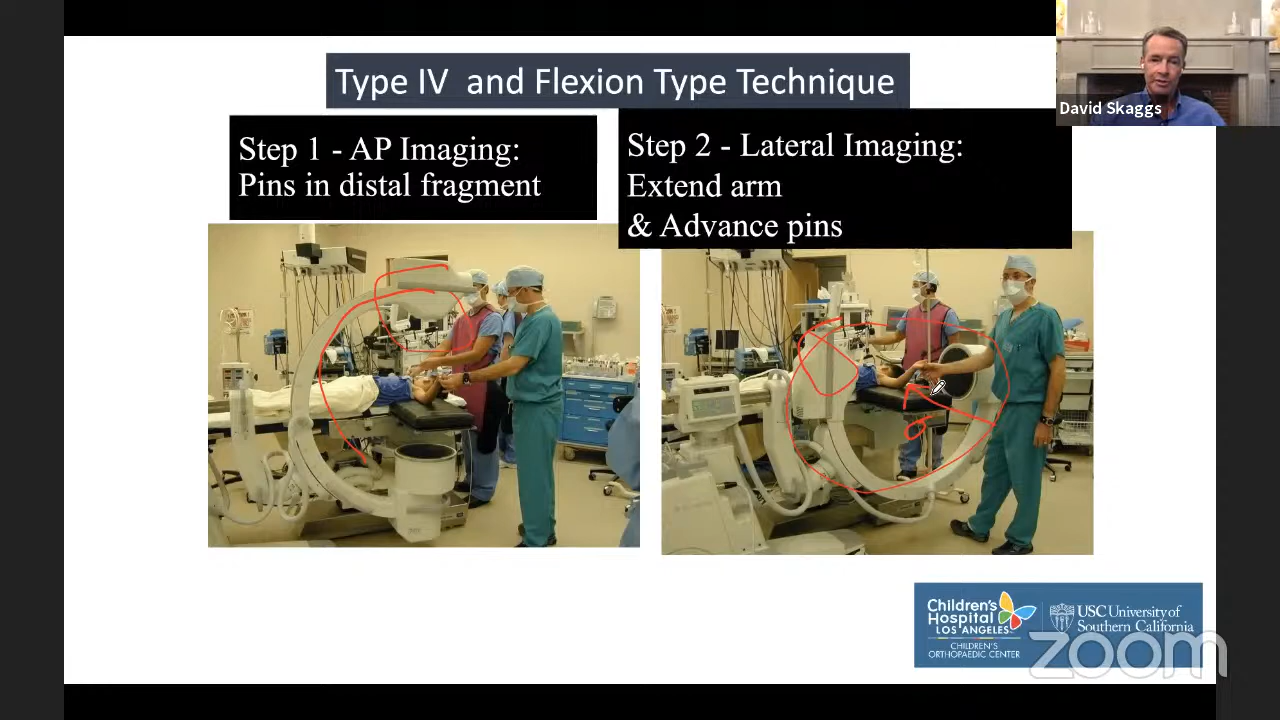 Type IV and Flexion Type Technique
David Skaggs
Step 1 - AP Imaging:
Pins in distal fragment
Step 2 - Lateral Imaging:
Extend arm
& Advance pins
Children's
Hospital
LOS ANGELES
CHILDREN'S
ORTHOPAEDIC CENTER
USC University of
Southern California
zoom